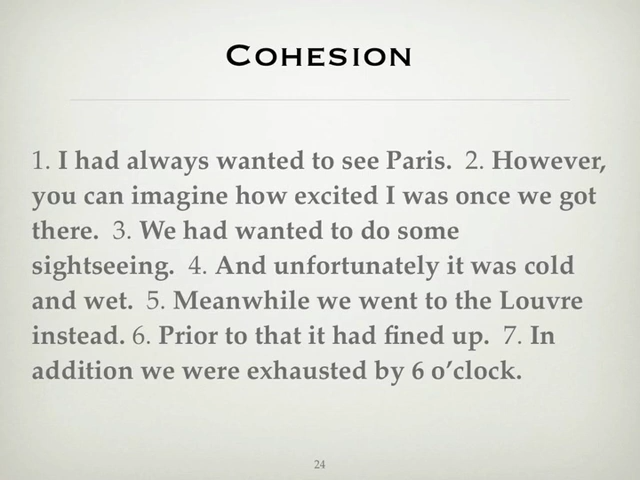 COHESION
1. I had always wanted to see Paris.  2. However,
you can imagine how excited I was once we got
there.  3. We had wanted to do some
sightseeing.  4. And unfortunately it was cold
and wet.  5. Meanwhile we went to the Louvre
instead. 6. Prior to that it had fined up.  7. In
addition we were exhausted by 6 o’clock.
24